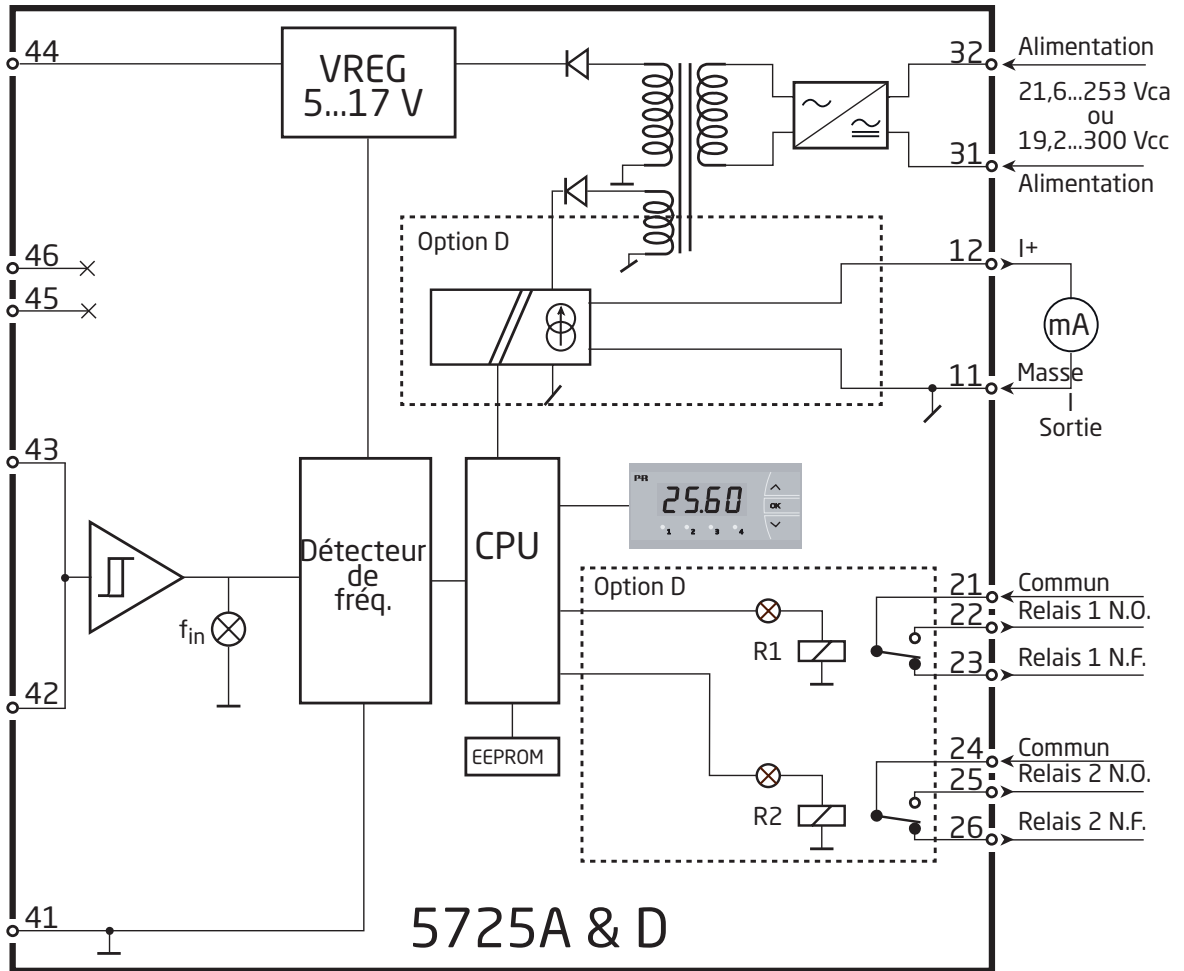 44
VREG
5...17 V
32
Alimentation
21,6...253 Vca
ou
19,2...300 Vcc
31
Alimentation
Option D
12
I+
46
45
mA
11
Masse
I
Sortie
43
PR
25.60
OK
1 2 3 4
Détecteur
de
fréq.
CPU
fin
Option D
21
Commun
22
Relais 1 N.O.
R1
23
Relais 1 N.F.
42
EEPROM
24
Commun
25
Relais 2 N.O.
R2
26
Relais 2 N.F.
41
5725A & D